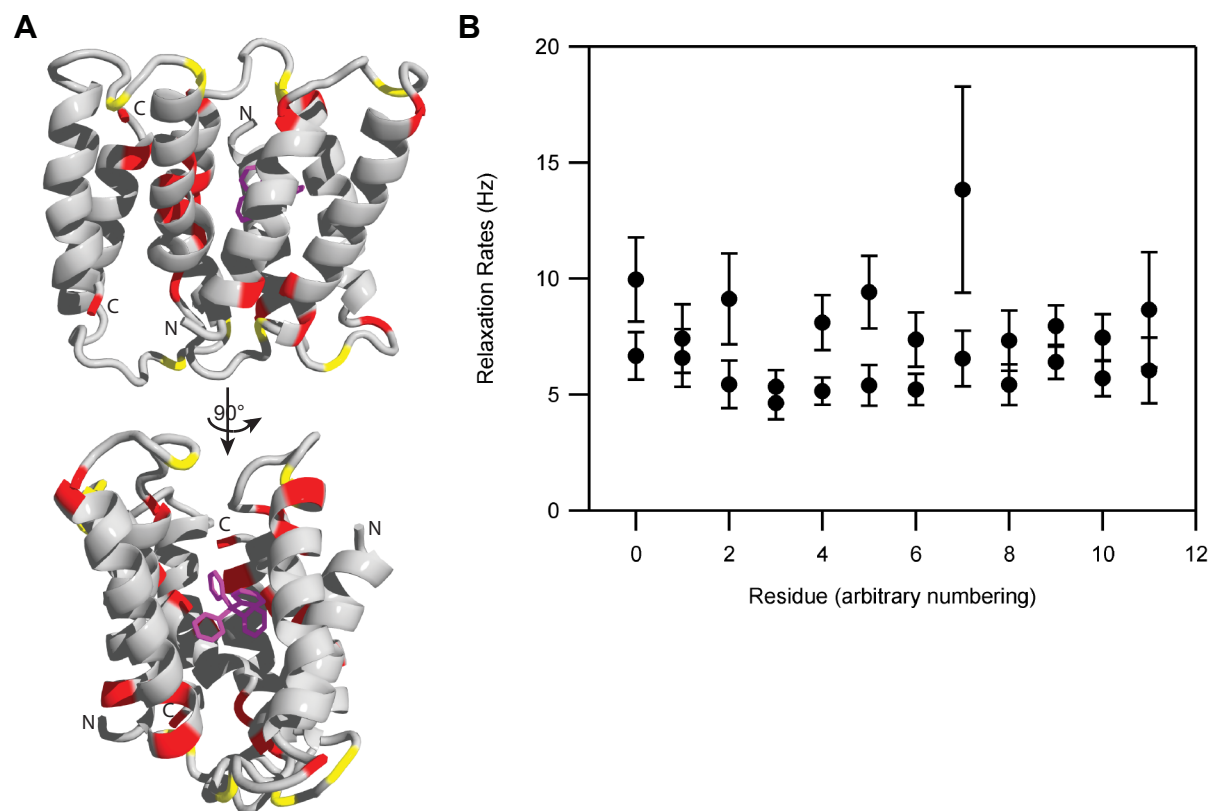 A
C
N
C
N
90°
C
N
N
C
B
20
15
10
5
0
Relaxation Rates (Hz)
0 2 4 6 8 10 12
Residue (arbitrary numbering)